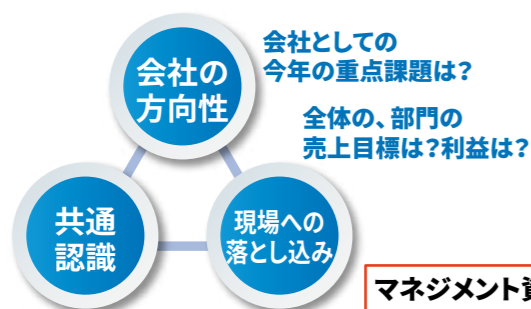 会社の
方向性
会社としての
今年の重点課題は?
全体の、部門の
売上目標は?利益は?
共通
認識
現場への
落とし込み
マネジメント